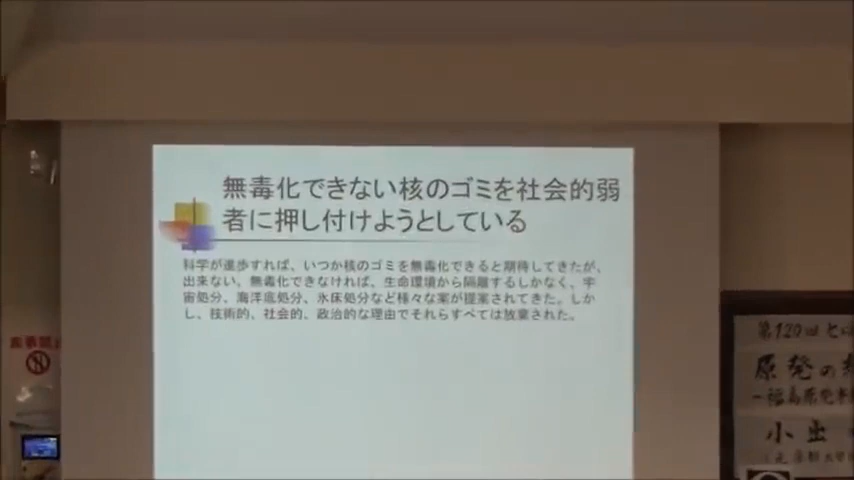 無毒化できない核のゴミを社会的弱
者に押し付けようとしている
科学が進歩すれば、いつか核のゴミを無毒化できると期待してきたが、
出来ない。無毒化できなければ、生命環境から隔離するしかなく、宇
宙処分、海洋底処分、氷床処分など様々な案が提案されてきた。しか
し、技術的、社会的、政治的な理由でそれらすべては放棄された。
第120回
原発の
小出